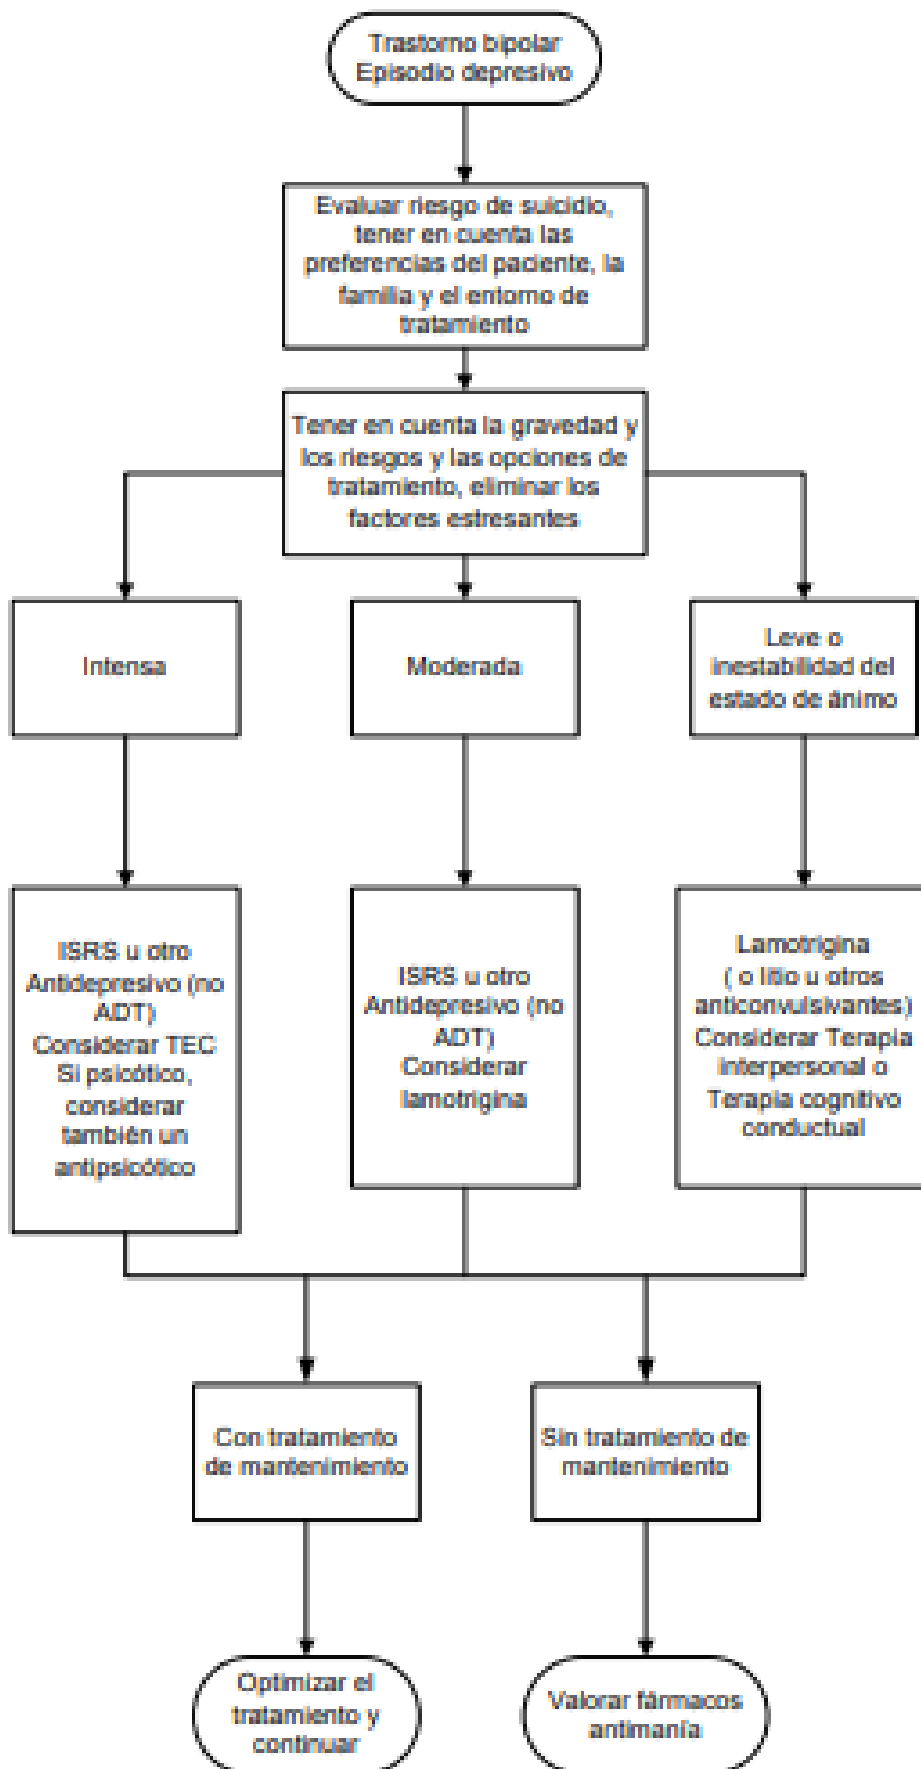 Trastorno bipolar
Episodio depresivo
Evaluar riesgo de suicidio,
tener en cuenta las
preferencias del paciente, la
familia y el entorno de
tratamiento
Tener en cuenta la gravedad y
los riesgos y las opciones de
tratamiento, eliminar los
factores estresantes
Intensa
Moderada
Leve o
inestabilidad del
estado de ánimo
ISRS u otro
Antidepresivo (no
ADT)
Considerar TEC
Si psicótico,
considerar
también un
antipsicótico
ISRS u otro
Antidepresivo (no
ADT)
Considerar
lamotrigina
Lamotrigina
( o litio u otros
anticonvulsivantes)
Considerar Terapia
interpersonal o
Terapia cognitivo
conductual
Con tratamiento
de mantenimiento
Sin tratamiento de
mantenimiento
Optimizar el
tratamiento y
continuar
Valorar fármacos
antimanía